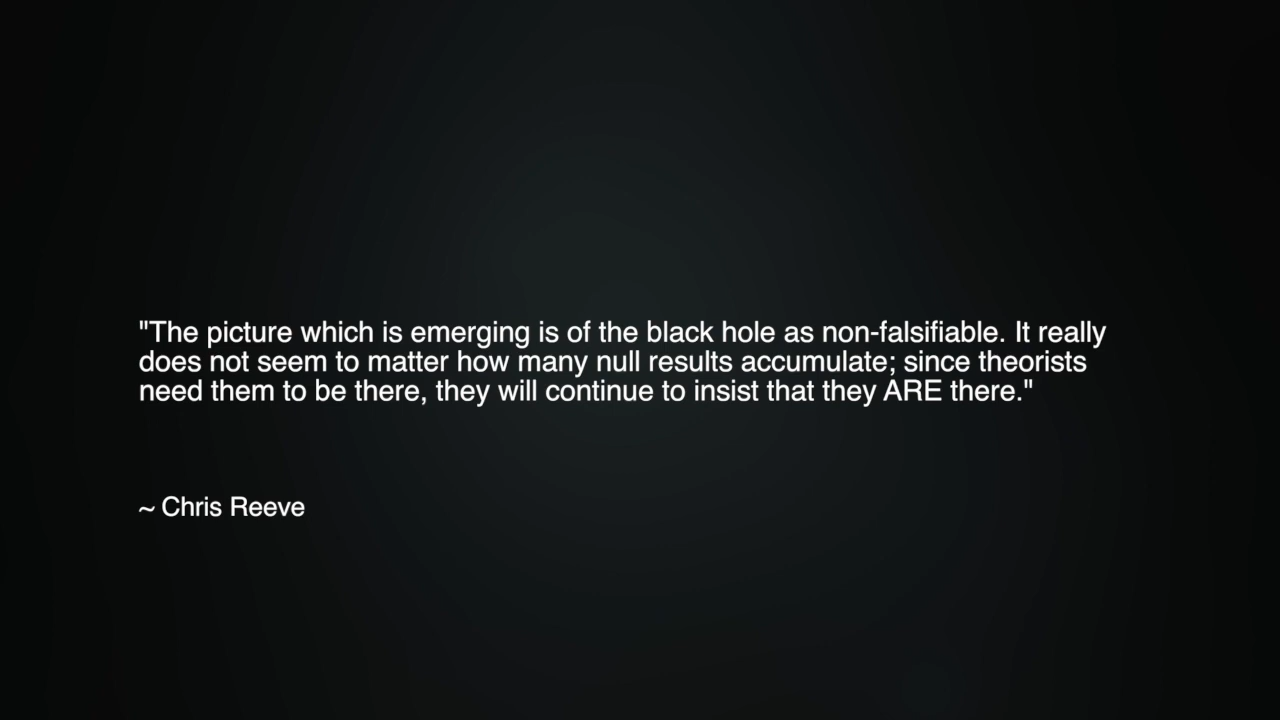 "The picture which is emerging is of the black hole as non-falsifiable. It really
does not seem to matter how many null results accumulate; since theorists
need them to be there, they will continue to insist that they ARE there."
~ Chris Reeve